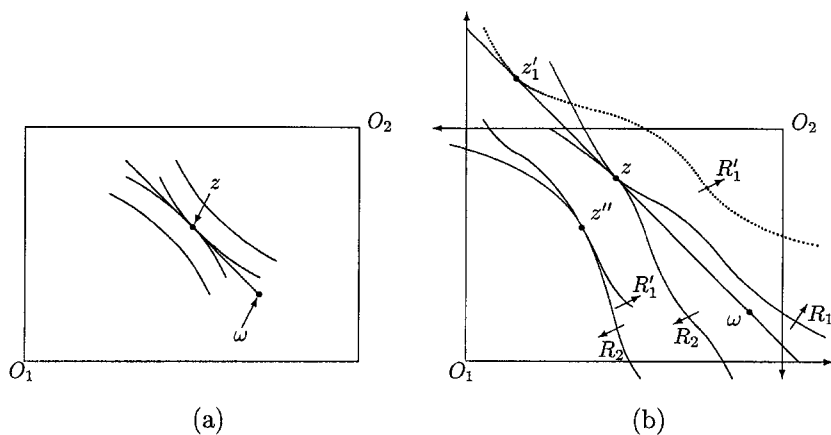 O₂
z
ω
O₁
(a)
z′₁
O₂
R′₁
z
z″
R′₁
ω
R₁
R₂
R₂
O₁
(b)